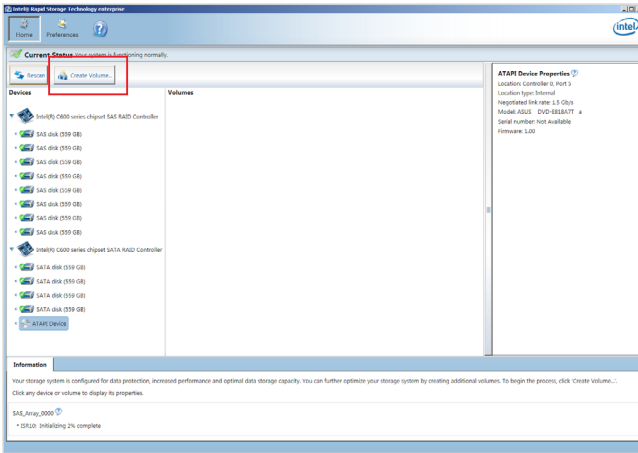 Intel® Rapid Storage Technology enterprise
Home
Preferences
intel
Current Status Your system is functioning normally.
Rescan
Create Volume...
Devices
Volumes
Intel(R) C600 series chipset SAS RAID Controller
SAS disk (559 GB)
SAS disk (559 GB)
SAS disk (559 GB)
SAS disk (559 GB)
SAS disk (559 GB)
SAS disk (559 GB)
SAS disk (559 GB)
SAS disk (559 GB)
Intel(R) C600 series chipset SATA RAID Controller
SATA disk (559 GB)
SATA disk (559 GB)
SATA disk (559 GB)
SATA disk (559 GB)
ATAPI Device
ATAPI Device Properties
Location: Controller 0, Port 5
Location type: Internal
Negotiated link rate: 1.5 Gb/s
Model: ASUS DVD-E818A7T a
Serial number: Not Available
Firmware: 1.00
Information
Your storage system is configured for data protection, increased performance and optimal data storage capacity. You can further optimize your storage system by creating additional volumes. To begin the process, click 'Create Volume...'.
Click any device or volume to display its properties.
SAS_Array_0000
• ISR10: Initializing 2% complete